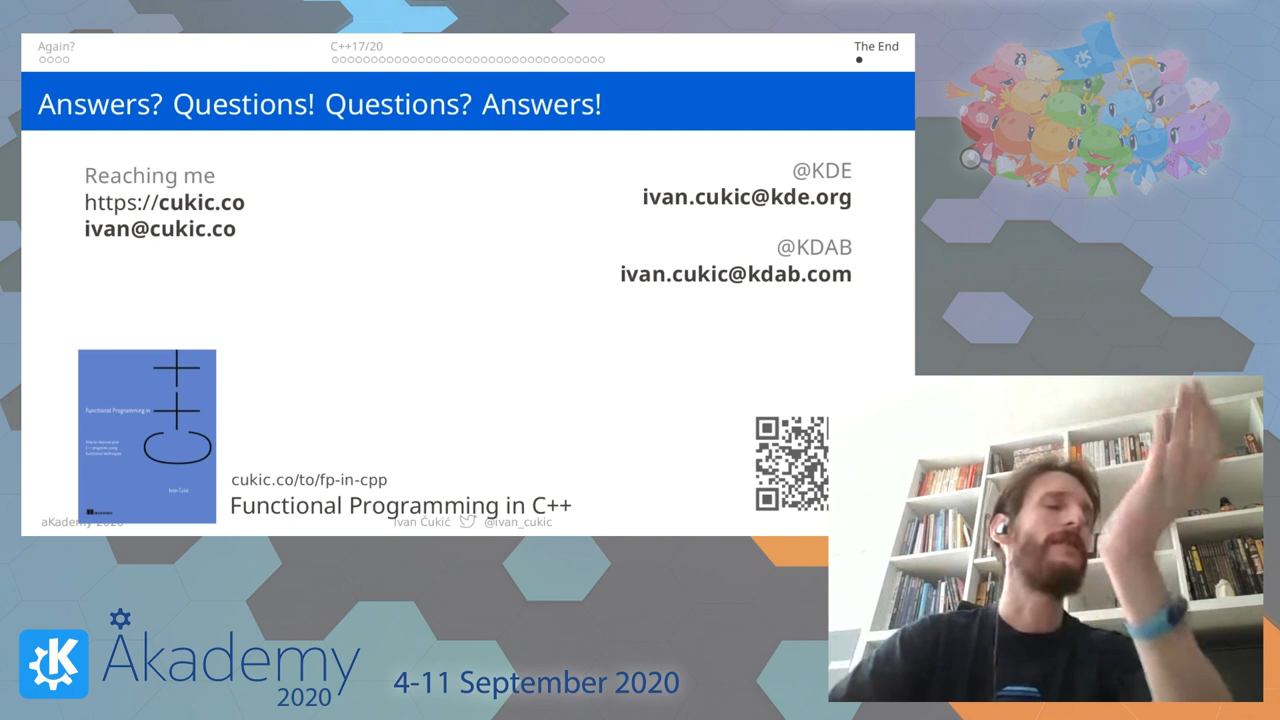 Again?
C++17/20
The End
Answers? Questions! Questions? Answers!
Reaching me
https://cukic.co
ivan@cukic.co
@KDE
ivan.cukic@kde.org
@KDAB
ivan.cukic@kdab.com
Functional Programming in
C++
Ivan Čukić
cukic.co/to/fp-in-cpp
Functional Programming in C++
aKademy 2020
Ivan Čukić
@ivan_cukic
K
Akademy
2020
4-11 September 2020